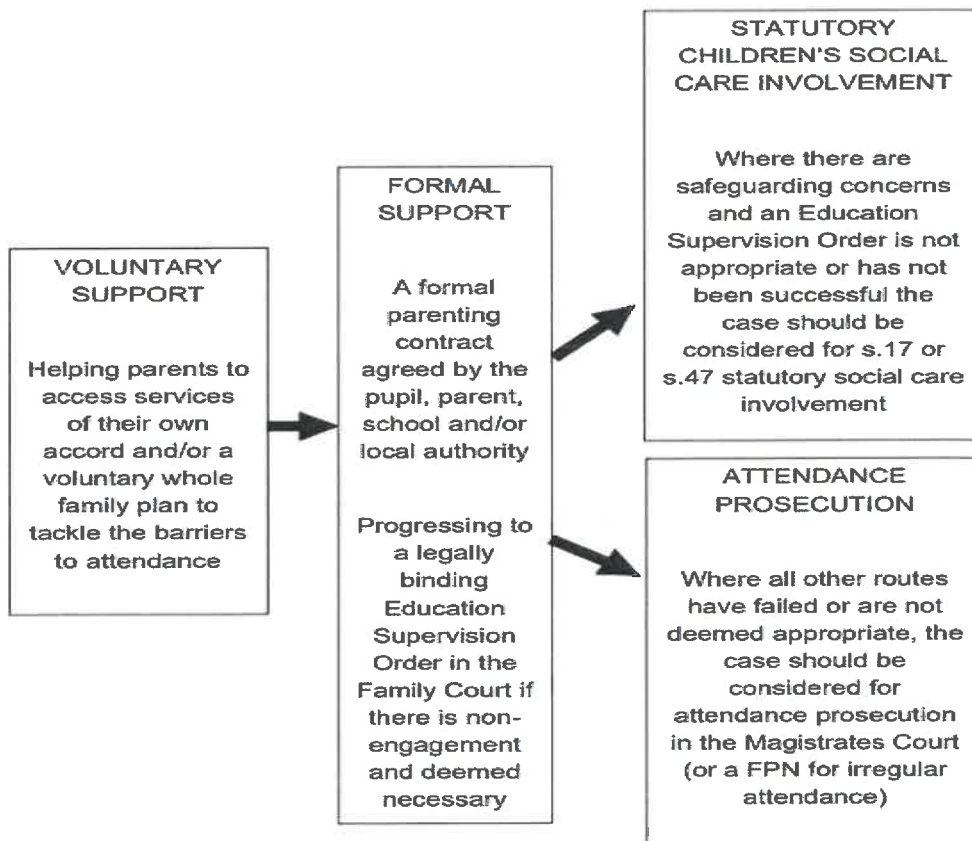 VOLUNTARY
SUPPORT
Helping parents to
access services
of their own
accord and/or a
voluntary whole
family plan to
tackle the barriers
to attendance
FORMAL
SUPPORT
A formal
parenting
contract
agreed by the
pupil, parent,
school and/or
local authority
Progressing to
a legally
binding
Education
Supervision
Order in the
Family Court if
there is non-
engagement
and deemed
necessary
STATUTORY
CHILDREN'S SOCIAL
CARE INVOLVEMENT
Where there are
safeguarding concerns
and an Education
Supervision Order is not
appropriate or has not
been successful the
case should be
considered for s.17 or
s.47 statutory social care
involvement
ATTENDANCE
PROSECUTION
Where all other routes
have failed or are not
deemed appropriate, the
case should be
considered for
attendance prosecution
in the Magistrates Court
(or a FPN for irregular
attendance)